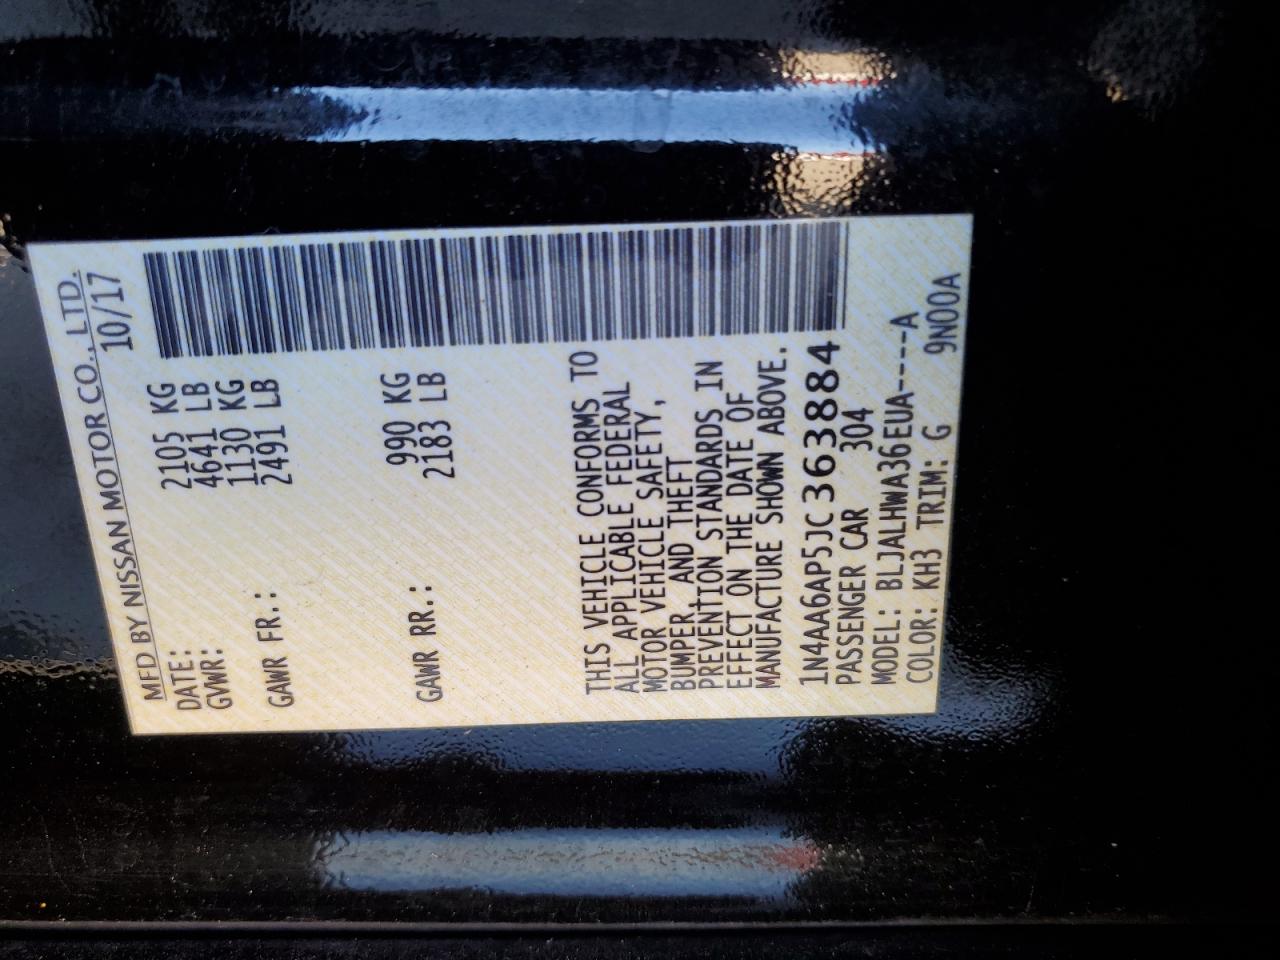 MFD BY NISSAN MOTOR CO., LTD.
DATE: 10/17
GVWR: 2105 KG
4641 LB
GAWR FR.: 1130 KG
2491 LB
GAWR RR.: 990 KG
2183 LB
THIS VEHICLE CONFORMS TO
ALL APPLICABLE FEDERAL
MOTOR VEHICLE SAFETY,
BUMPER, AND THEFT
PREVENTION STANDARDS IN
EFFECT ON THE DATE OF
MANUFACTURE SHOWN ABOVE.
1N4AA6AP5JC363884
PASSENGER CAR 304
MODEL: BLJALHWA36EUA-----A
COLOR: KH3 TRIM: G 9N00A